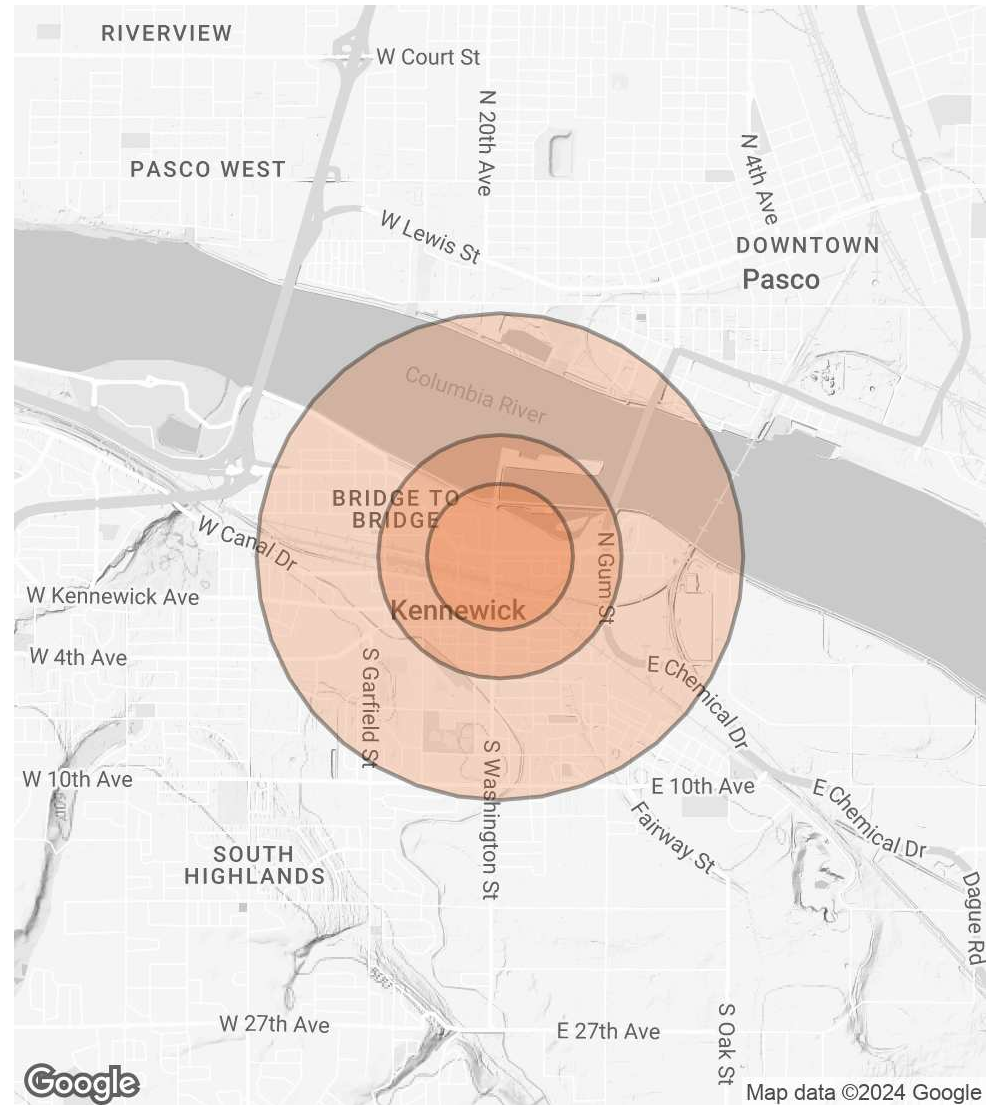 RIVERVIEW
W Court St
N 20th Ave
PASCO WEST
N 4th Ave
W Lewis St
DOWNTOWN
Pasco
Columbia River
BRIDGE TO
BRIDGE
W Canal Dr
N Gum St
W Kennewick Ave
Kennewick
W 4th Ave
S Garfield St
E Chemical Dr
S Washington St
W 10th Ave
E 10th Ave
E Chemical Dr
Fairway St
SOUTH
HIGHLANDS
Dague Rd
W 27th Ave
E 27th Ave
S Oak St
Google
Map data ©2024 Google